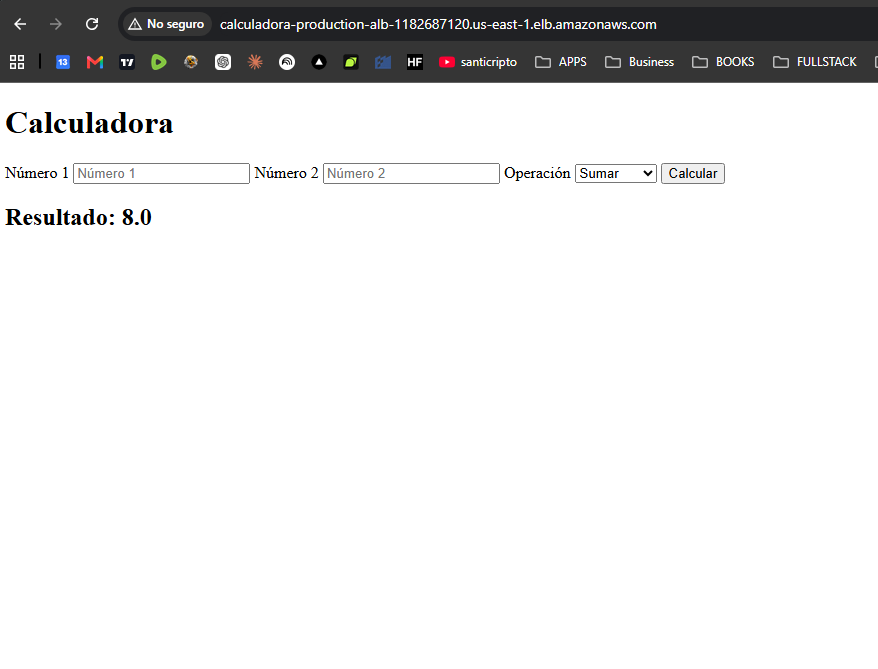 No seguro calculadora-production-alb-1182687120.us-east-1.elb.amazonaws.com
13 HF santicripto APPS Business BOOKS FULLSTACK
Calculadora
Número 1 Número 1 Número 2 Número 2 Operación Sumar Calcular
Resultado: 8.0